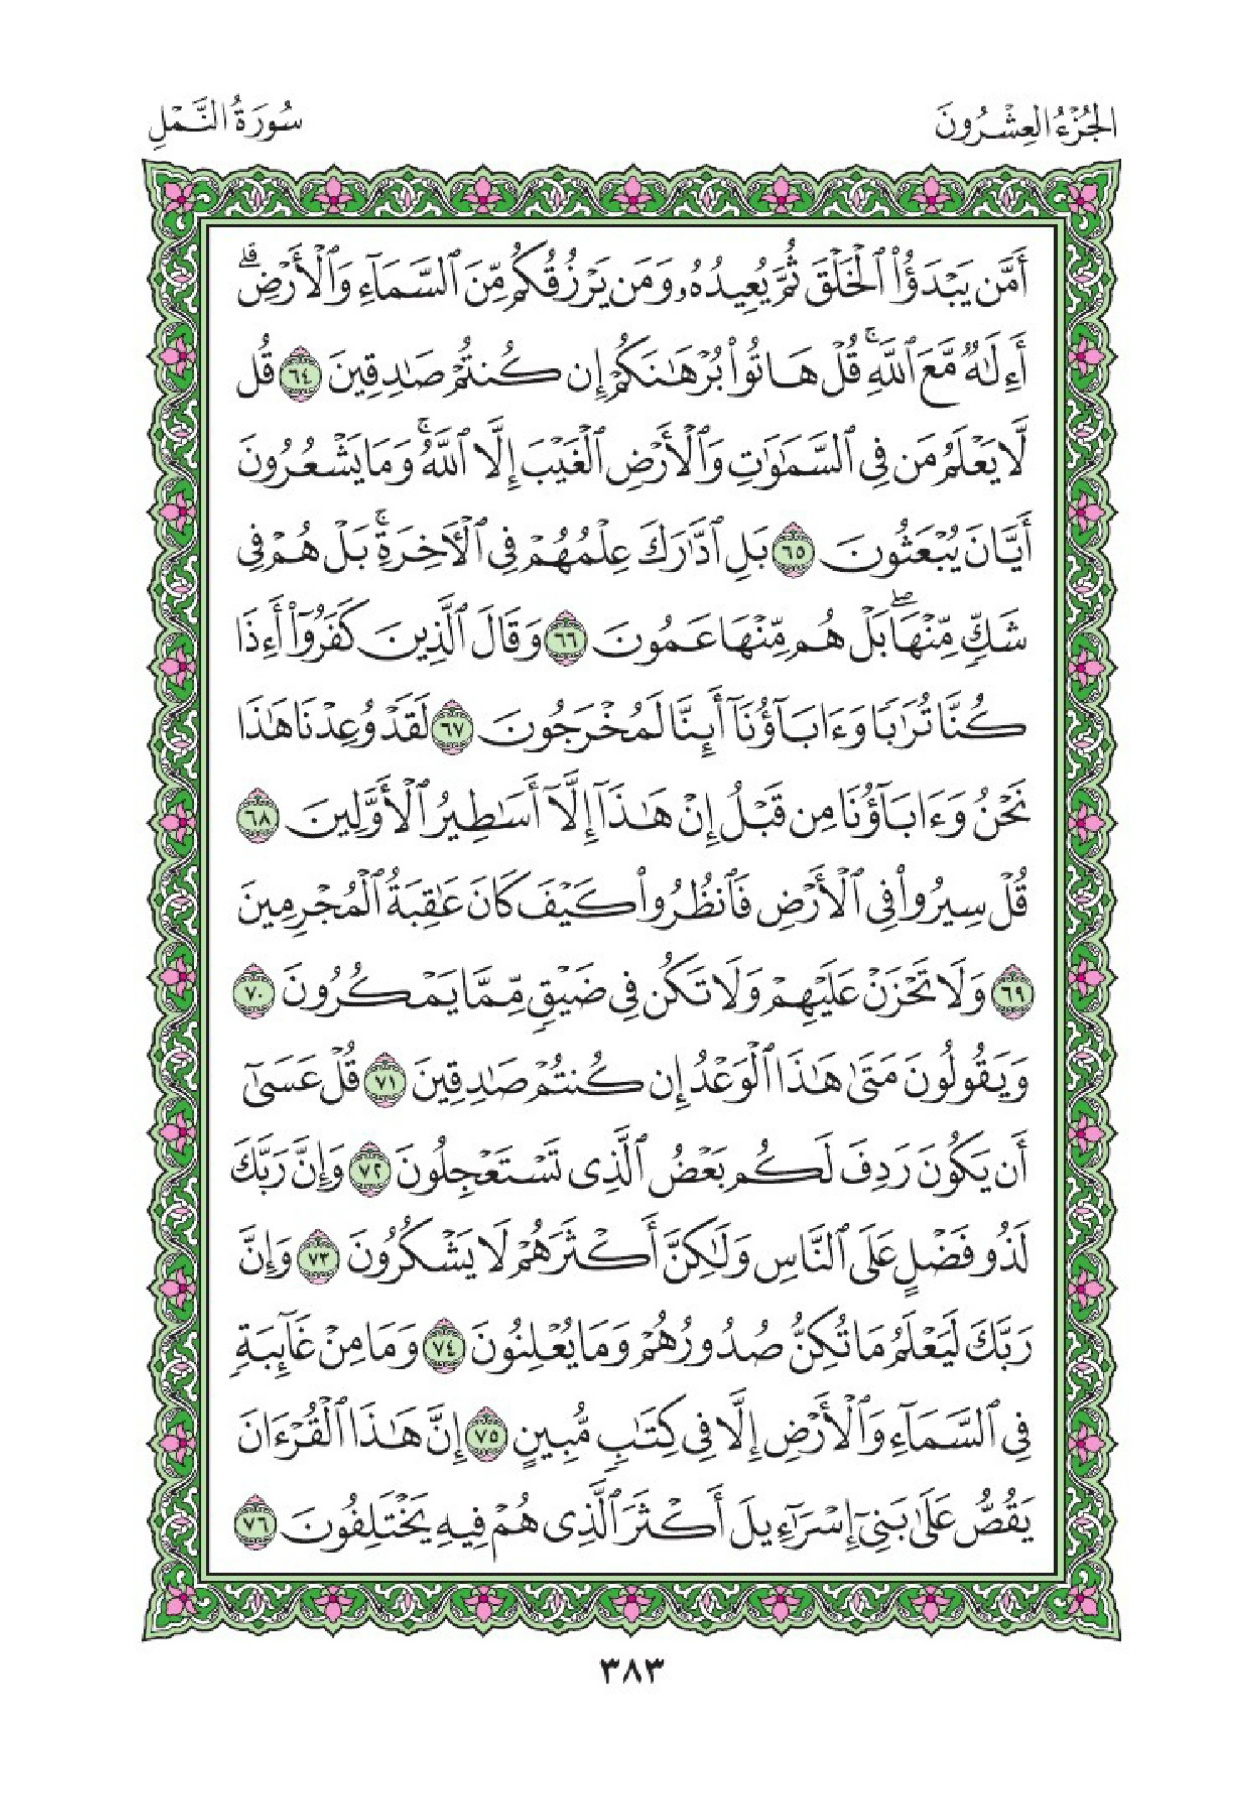 الجُزْءُ العِشْرُونَ
سُورَةُ النَّمْلِ
أَمَّن يَبْدَؤُاْ ٱلْخَلْقَ ثُمَّ يُعِيدُهُۥ وَمَن يَرْزُقُكُم مِّنَ ٱلسَّمَآءِ وَٱلْأَرْضِۗ
أَءِلَٰهٌ مَّعَ ٱللَّهِۚ قُلْ هَاتُواْ بُرْهَٰنَكُمْ إِن كُنتُمْ صَٰدِقِينَ ٦٤ قُل
لَّا يَعْلَمُ مَن فِى ٱلسَّمَٰوَٰتِ وَٱلْأَرْضِ ٱلْغَيْبَ إِلَّا ٱللَّهُۚ وَمَا يَشْعُرُونَ
أَيَّانَ يُبْعَثُونَ ٦٥ بَلِ ٱدَّٰرَكَ عِلْمُهُمْ فِى ٱلْأَخِرَةِۚ بَلْ هُمْ فِى
شَكٍّ مِّنْهَاۖ بَلْ هُم مِّنْهَا عَمُونَ ٦٦ وَقَالَ ٱلَّذِينَ كَفَرُوٓاْ أَءِذَا
كُنَّا تُرَٰبًا وَءَابَآؤُنَآ أَئِنَّا لَمُخْرَجُونَ ٦٧ لَقَدْ وُعِدْنَا هَٰذَا
نَحْنُ وَءَابَآؤُنَا مِن قَبْلُ إِنْ هَٰذَآ إِلَّآ أَسَٰطِيرُ ٱلْأَوَّلِينَ ٦٨
قُلْ سِيرُواْ فِى ٱلْأَرْضِ فَٱنظُرُواْ كَيْفَ كَانَ عَٰقِبَةُ ٱلْمُجْرِمِينَ
٦٩ وَلَا تَحْزَنْ عَلَيْهِمْ وَلَا تَكُن فِى ضَيْقٍ مِّمَّا يَمْكُرُونَ ٧٠
وَيَقُولُونَ مَتَىٰ هَٰذَا ٱلْوَعْدُ إِن كُنتُمْ صَٰدِقِينَ ٧١ قُلْ عَسَىٰٓ
أَن يَكُونَ رَدِفَ لَكُم بَعْضُ ٱلَّذِى تَسْتَعْجِلُونَ ٧٢ وَإِنَّ رَبَّكَ
لَذُو فَضْلٍ عَلَى ٱلنَّاسِ وَلَٰكِنَّ أَكْثَرَهُمْ لَا يَشْكُرُونَ ٧٣ وَإِنَّ
رَبَّكَ لَيَعْلَمُ مَا تُكِنُّ صُدُورُهُمْ وَمَا يُعْلِنُونَ ٧٤ وَمَا مِنْ غَآئِبَةٍ
فِى ٱلسَّمَآءِ وَٱلْأَرْضِ إِلَّا فِى كِتَٰبٍ مُّبِينٍ ٧٥ إِنَّ هَٰذَا ٱلْقُرْءَانَ
يَقُصُّ عَلَىٰ بَنِىٓ إِسْرَٰٓءِيلَ أَكْثَرَ ٱلَّذِى هُمْ فِيهِ يَخْتَلِفُونَ ٧٦
٣٨٣